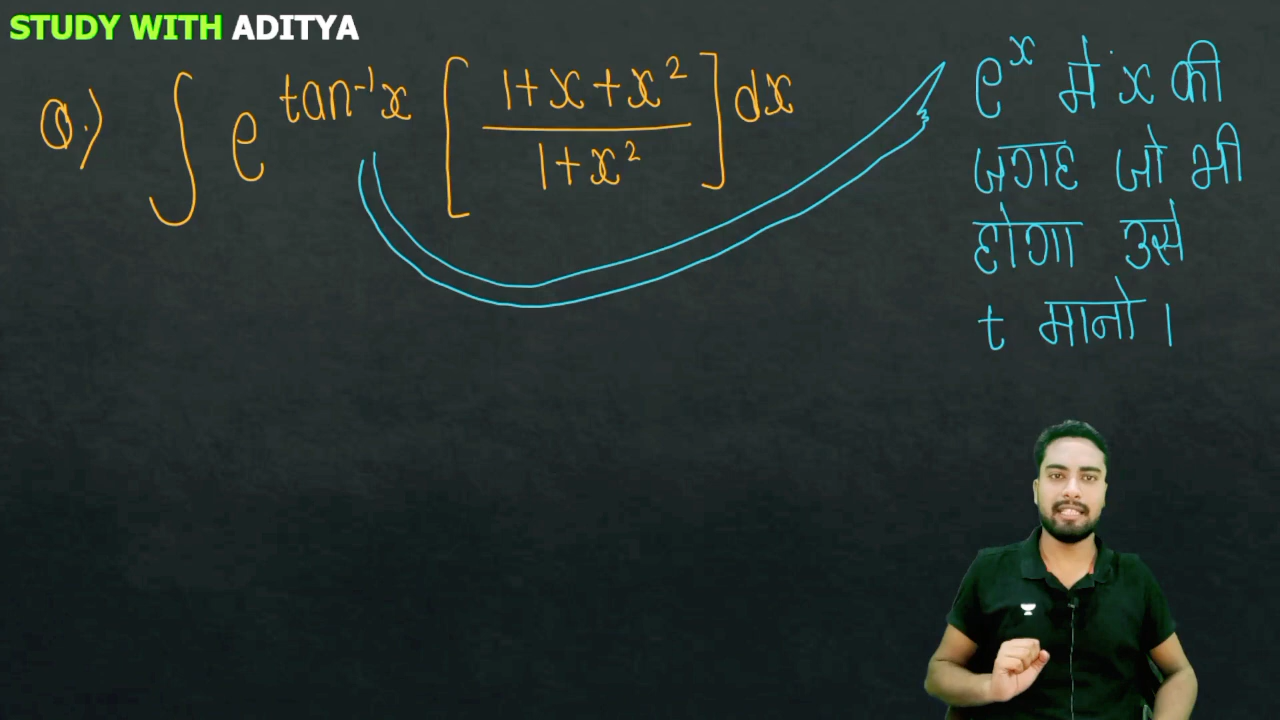 STUDY WITH ADITYA
Q.) ∫ e^{tan⁻¹x} [ (1+x+x²) / (1+x²) ] dx
e^x में x की
जगह जो भी
होगा उसे
t मानो।